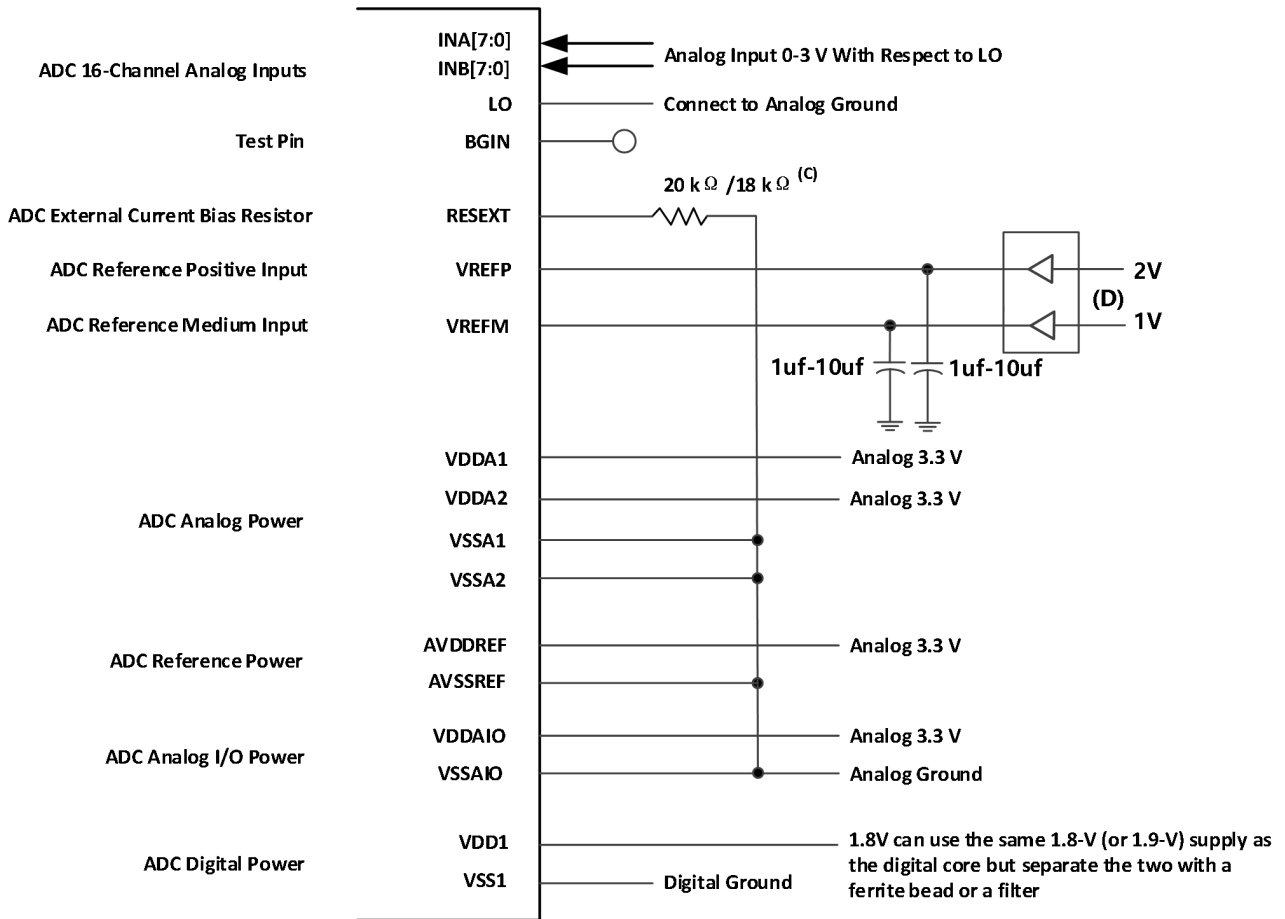 INA[7:0]
ADC 16-Channel Analog Inputs
INB[7:0]
Analog Input 0-3 V With Respect to LO
LO
Connect to Analog Ground
Test Pin
BGIN
20 kΩ /18 kΩ (C)
ADC External Current Bias Resistor
RESEXT
ADC Reference Positive Input
VREFP
2V
(D)
ADC Reference Medium Input
VREFM
1V
1uf-10uf
1uf-10uf
VDDA1
Analog 3.3 V
VDDA2
Analog 3.3 V
ADC Analog Power
VSSA1
VSSA2
AVDDREF
Analog 3.3 V
ADC Reference Power
AVSSREF
VDDAIO
Analog 3.3 V
ADC Analog I/O Power
VSSAIO
Analog Ground
VDD1
1.8V can use the same 1.8-V (or 1.9-V) supply as
the digital core but separate the two with a
ferrite bead or a filter
ADC Digital Power
VSS1
Digital Ground